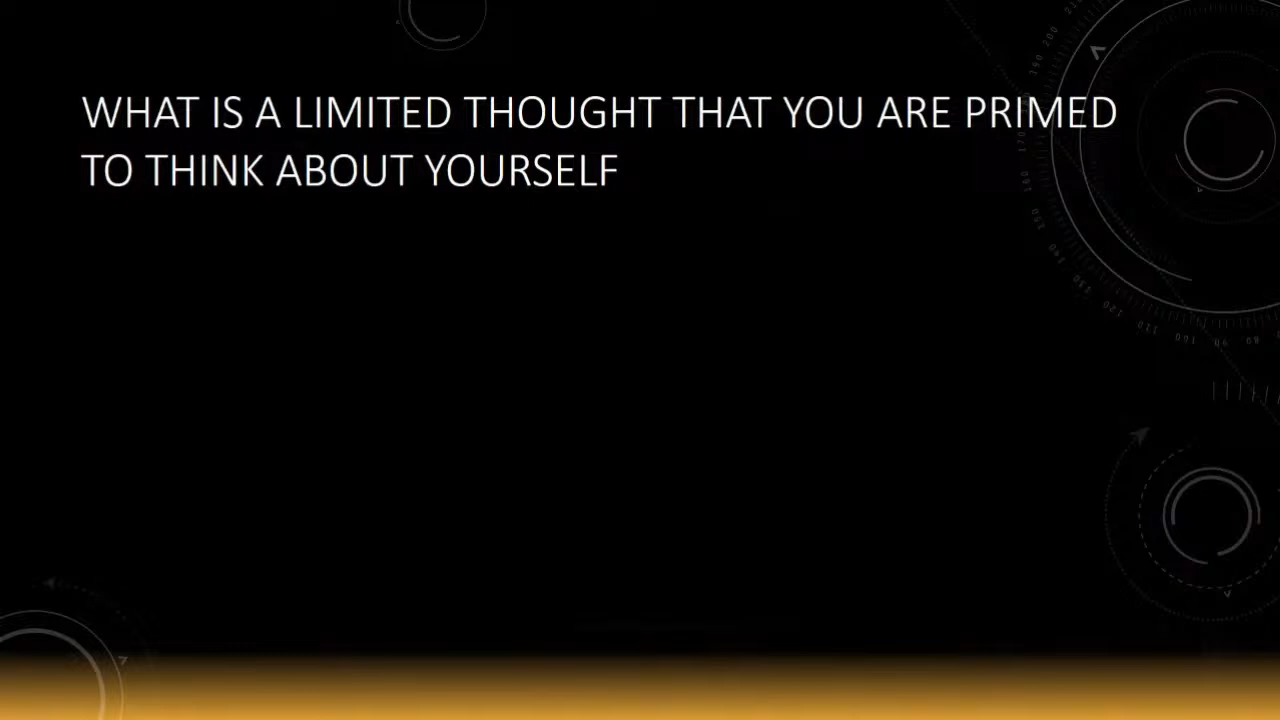 WHAT IS A LIMITED THOUGHT THAT YOU ARE PRIMED
TO THINK ABOUT YOURSELF